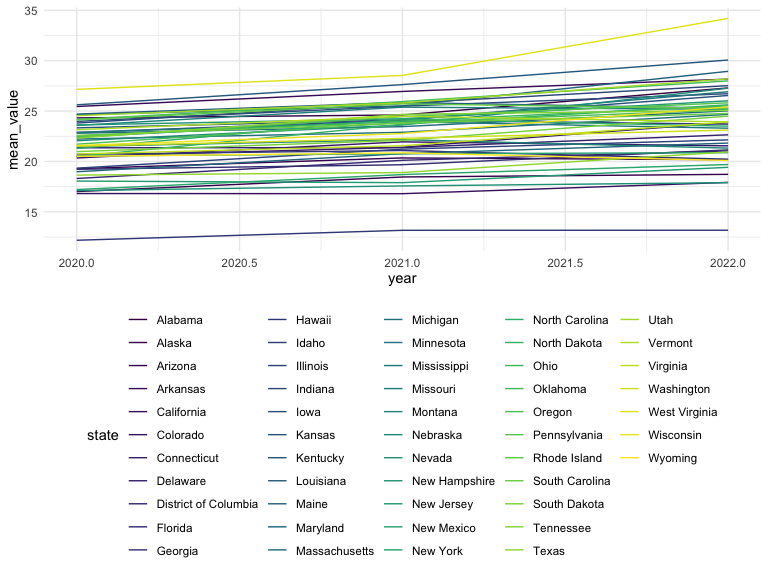 35
30
25
20
15
mean_value
2020.0 2020.5 2021.0 2021.5 2022.0
year
state
Alabama Hawaii Michigan North Carolina Utah
Alaska Idaho Minnesota North Dakota Vermont
Arizona Illinois Mississippi Ohio Virginia
Arkansas Indiana Missouri Oklahoma Washington
California Iowa Montana Oregon West Virginia
Colorado Kansas Nebraska Pennsylvania Wisconsin
Connecticut Kentucky Nevada Rhode Island Wyoming
Delaware Louisiana New Hampshire South Carolina
District of Columbia Maine New Jersey South Dakota
Florida Maryland New Mexico Tennessee
Georgia Massachusetts New York Texas